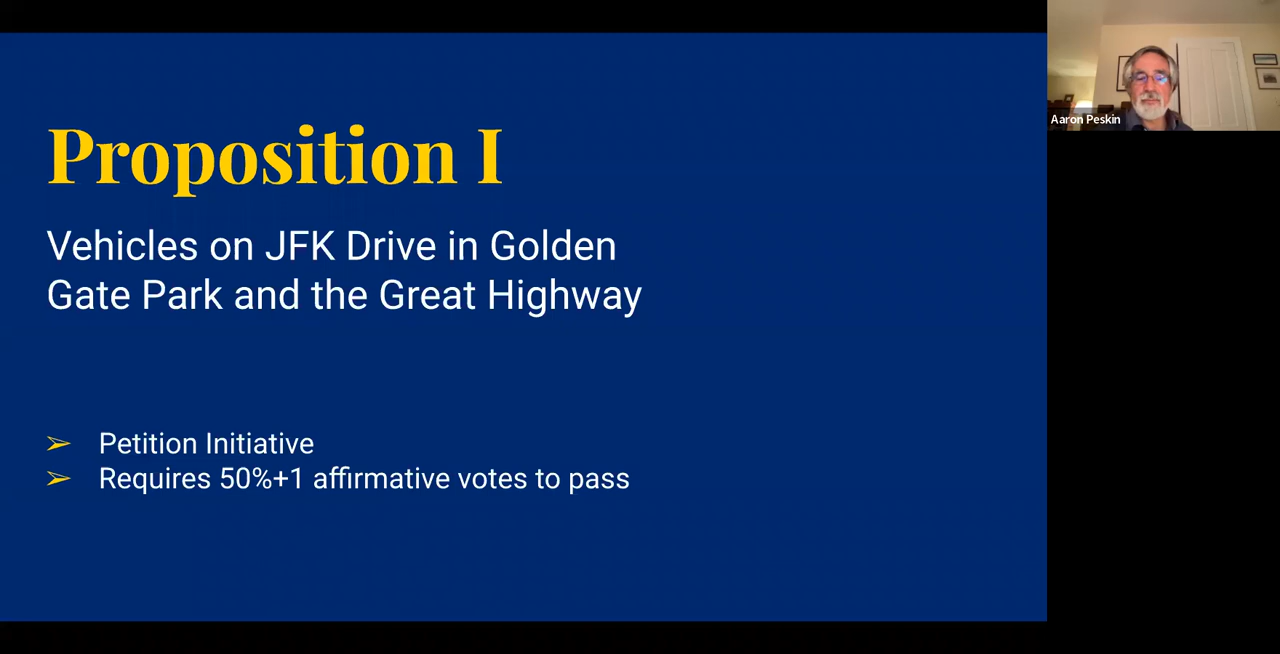 Proposition I
Vehicles on JFK Drive in Golden
Gate Park and the Great Highway
➢ Petition Initiative
➢ Requires 50%+1 affirmative votes to pass
Aaron Peskin